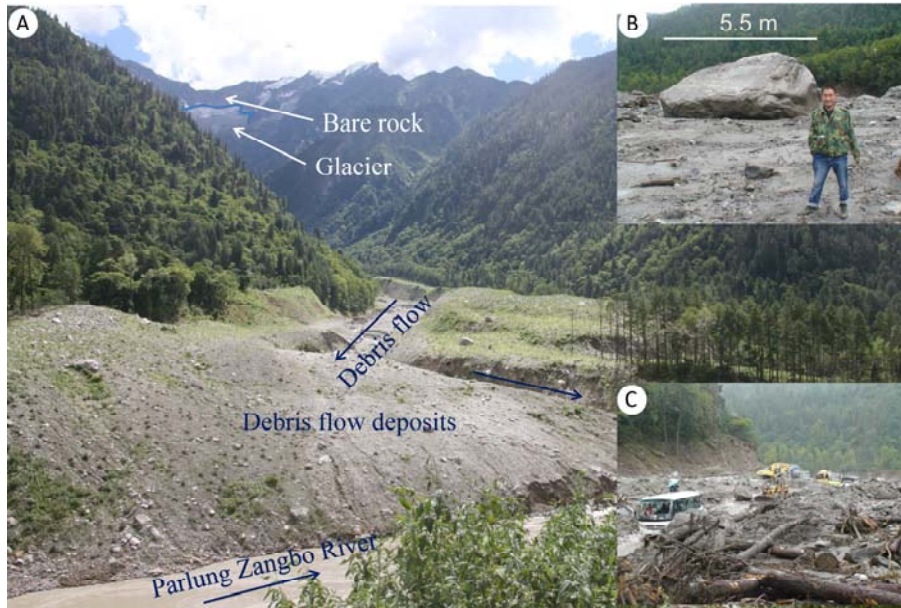 A
Bare rock
Glacier
Debris flow
Debris flow deposits
Parlung Zangbo River
B
5.5 m
C